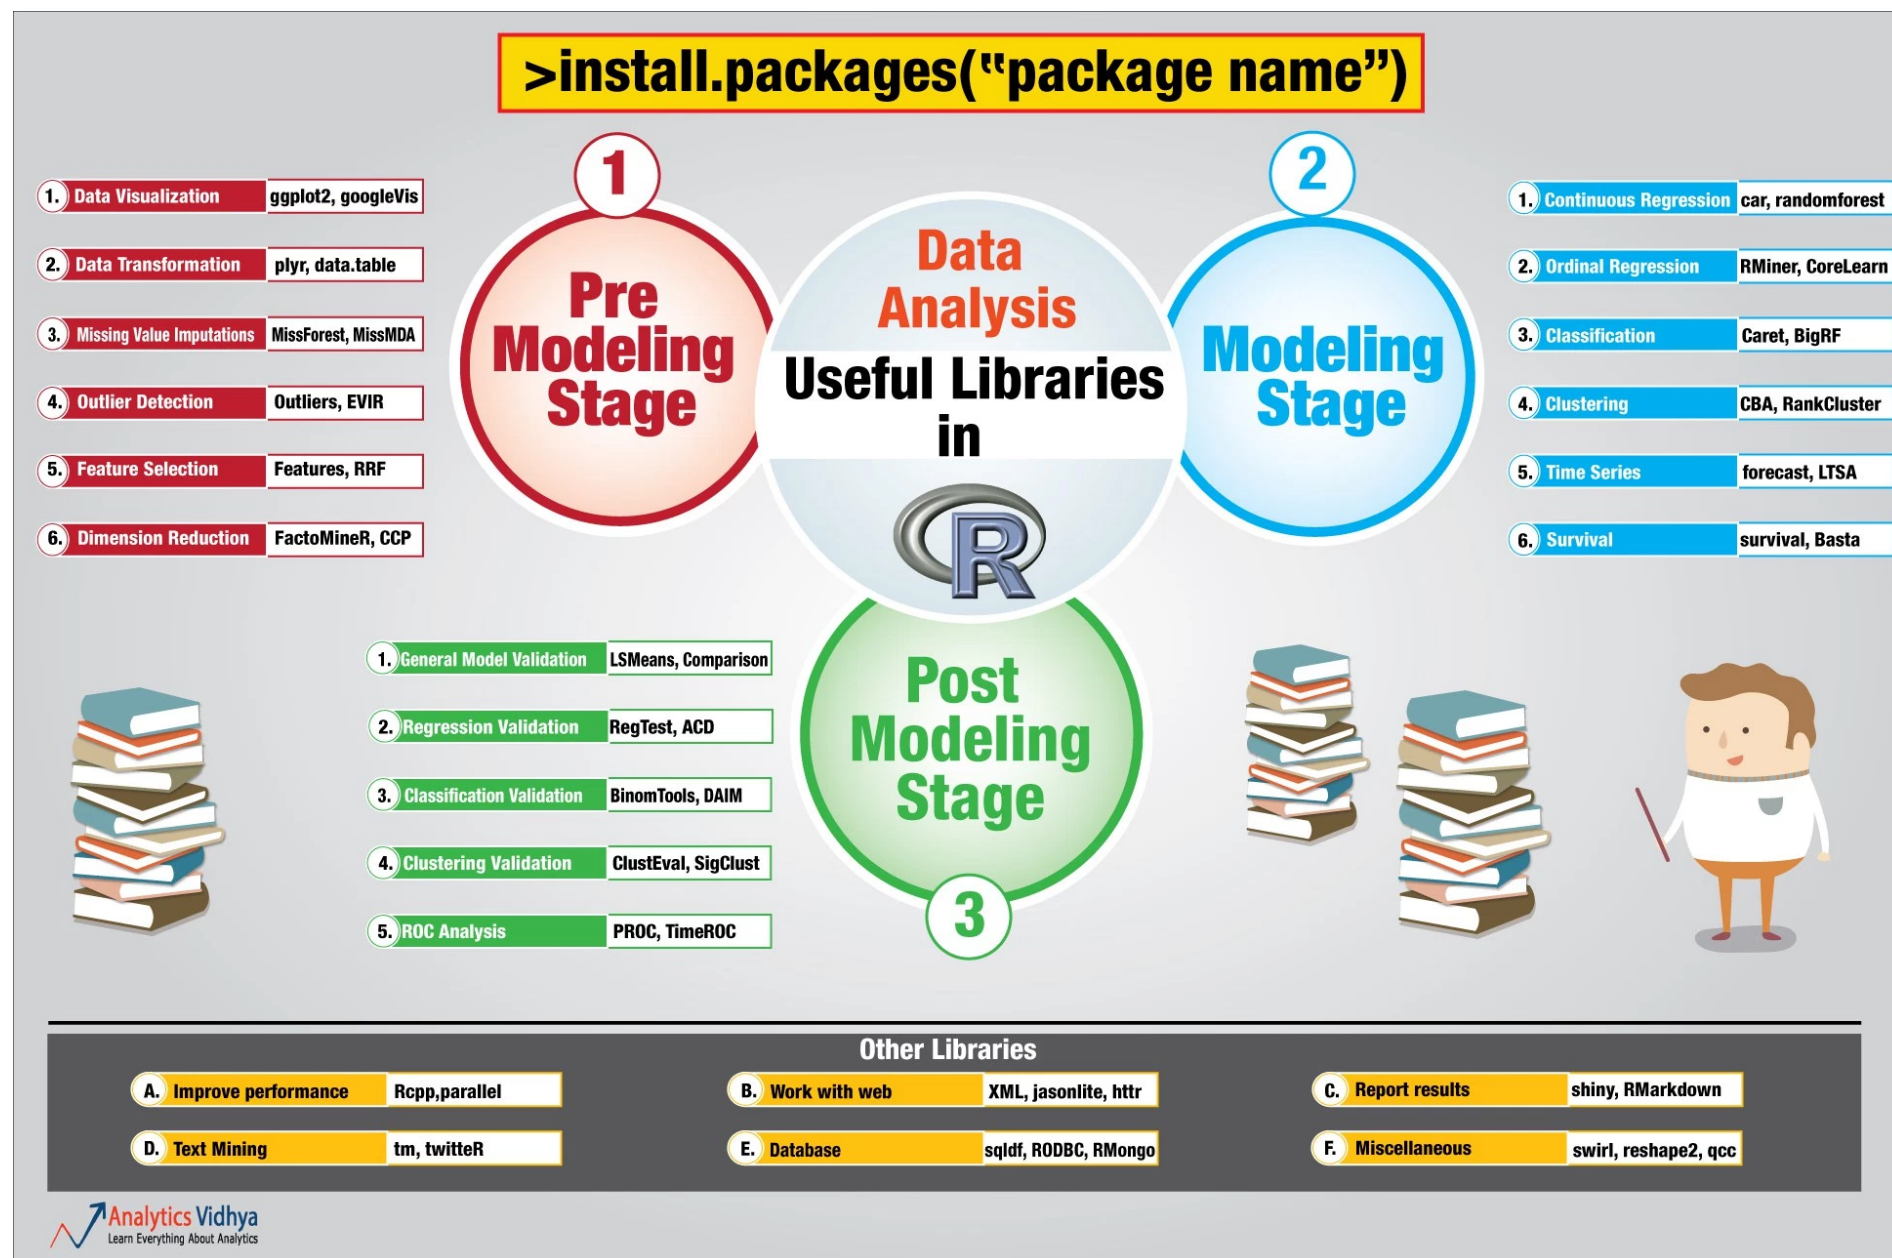 >install.packages(“package name”)
1
2
Data
Analysis
Useful Libraries
in
R
Pre
Modeling
Stage
Modeling
Stage
Post
Modeling
Stage
3
1. Data Visualization ggplot2, googleVis
2. Data Transformation plyr, data.table
3. Missing Value Imputations MissForest, MissMDA
4. Outlier Detection Outliers, EVIR
5. Feature Selection Features, RRF
6. Dimension Reduction FactoMineR, CCP
1. Continuous Regression car, randomforest
2. Ordinal Regression RMiner, CoreLearn
3. Classification Caret, BigRF
4. Clustering CBA, RankCluster
5. Time Series forecast, LTSA
6. Survival survival, Basta
1. General Model Validation LSMeans, Comparison
2. Regression Validation RegTest, ACD
3. Classification Validation BinomTools, DAIM
4. Clustering Validation ClustEval, SigClust
5. ROC Analysis PROC, TimeROC
Other Libraries
A. Improve performance Rcpp,parallel
B. Work with web XML, jasonlite, httr
C. Report results shiny, RMarkdown
D. Text Mining tm, twitteR
E. Database sqldf, RODBC, RMongo
F. Miscellaneous swirl, reshape2, qcc
Analytics Vidhya
Learn Everything About Analytics